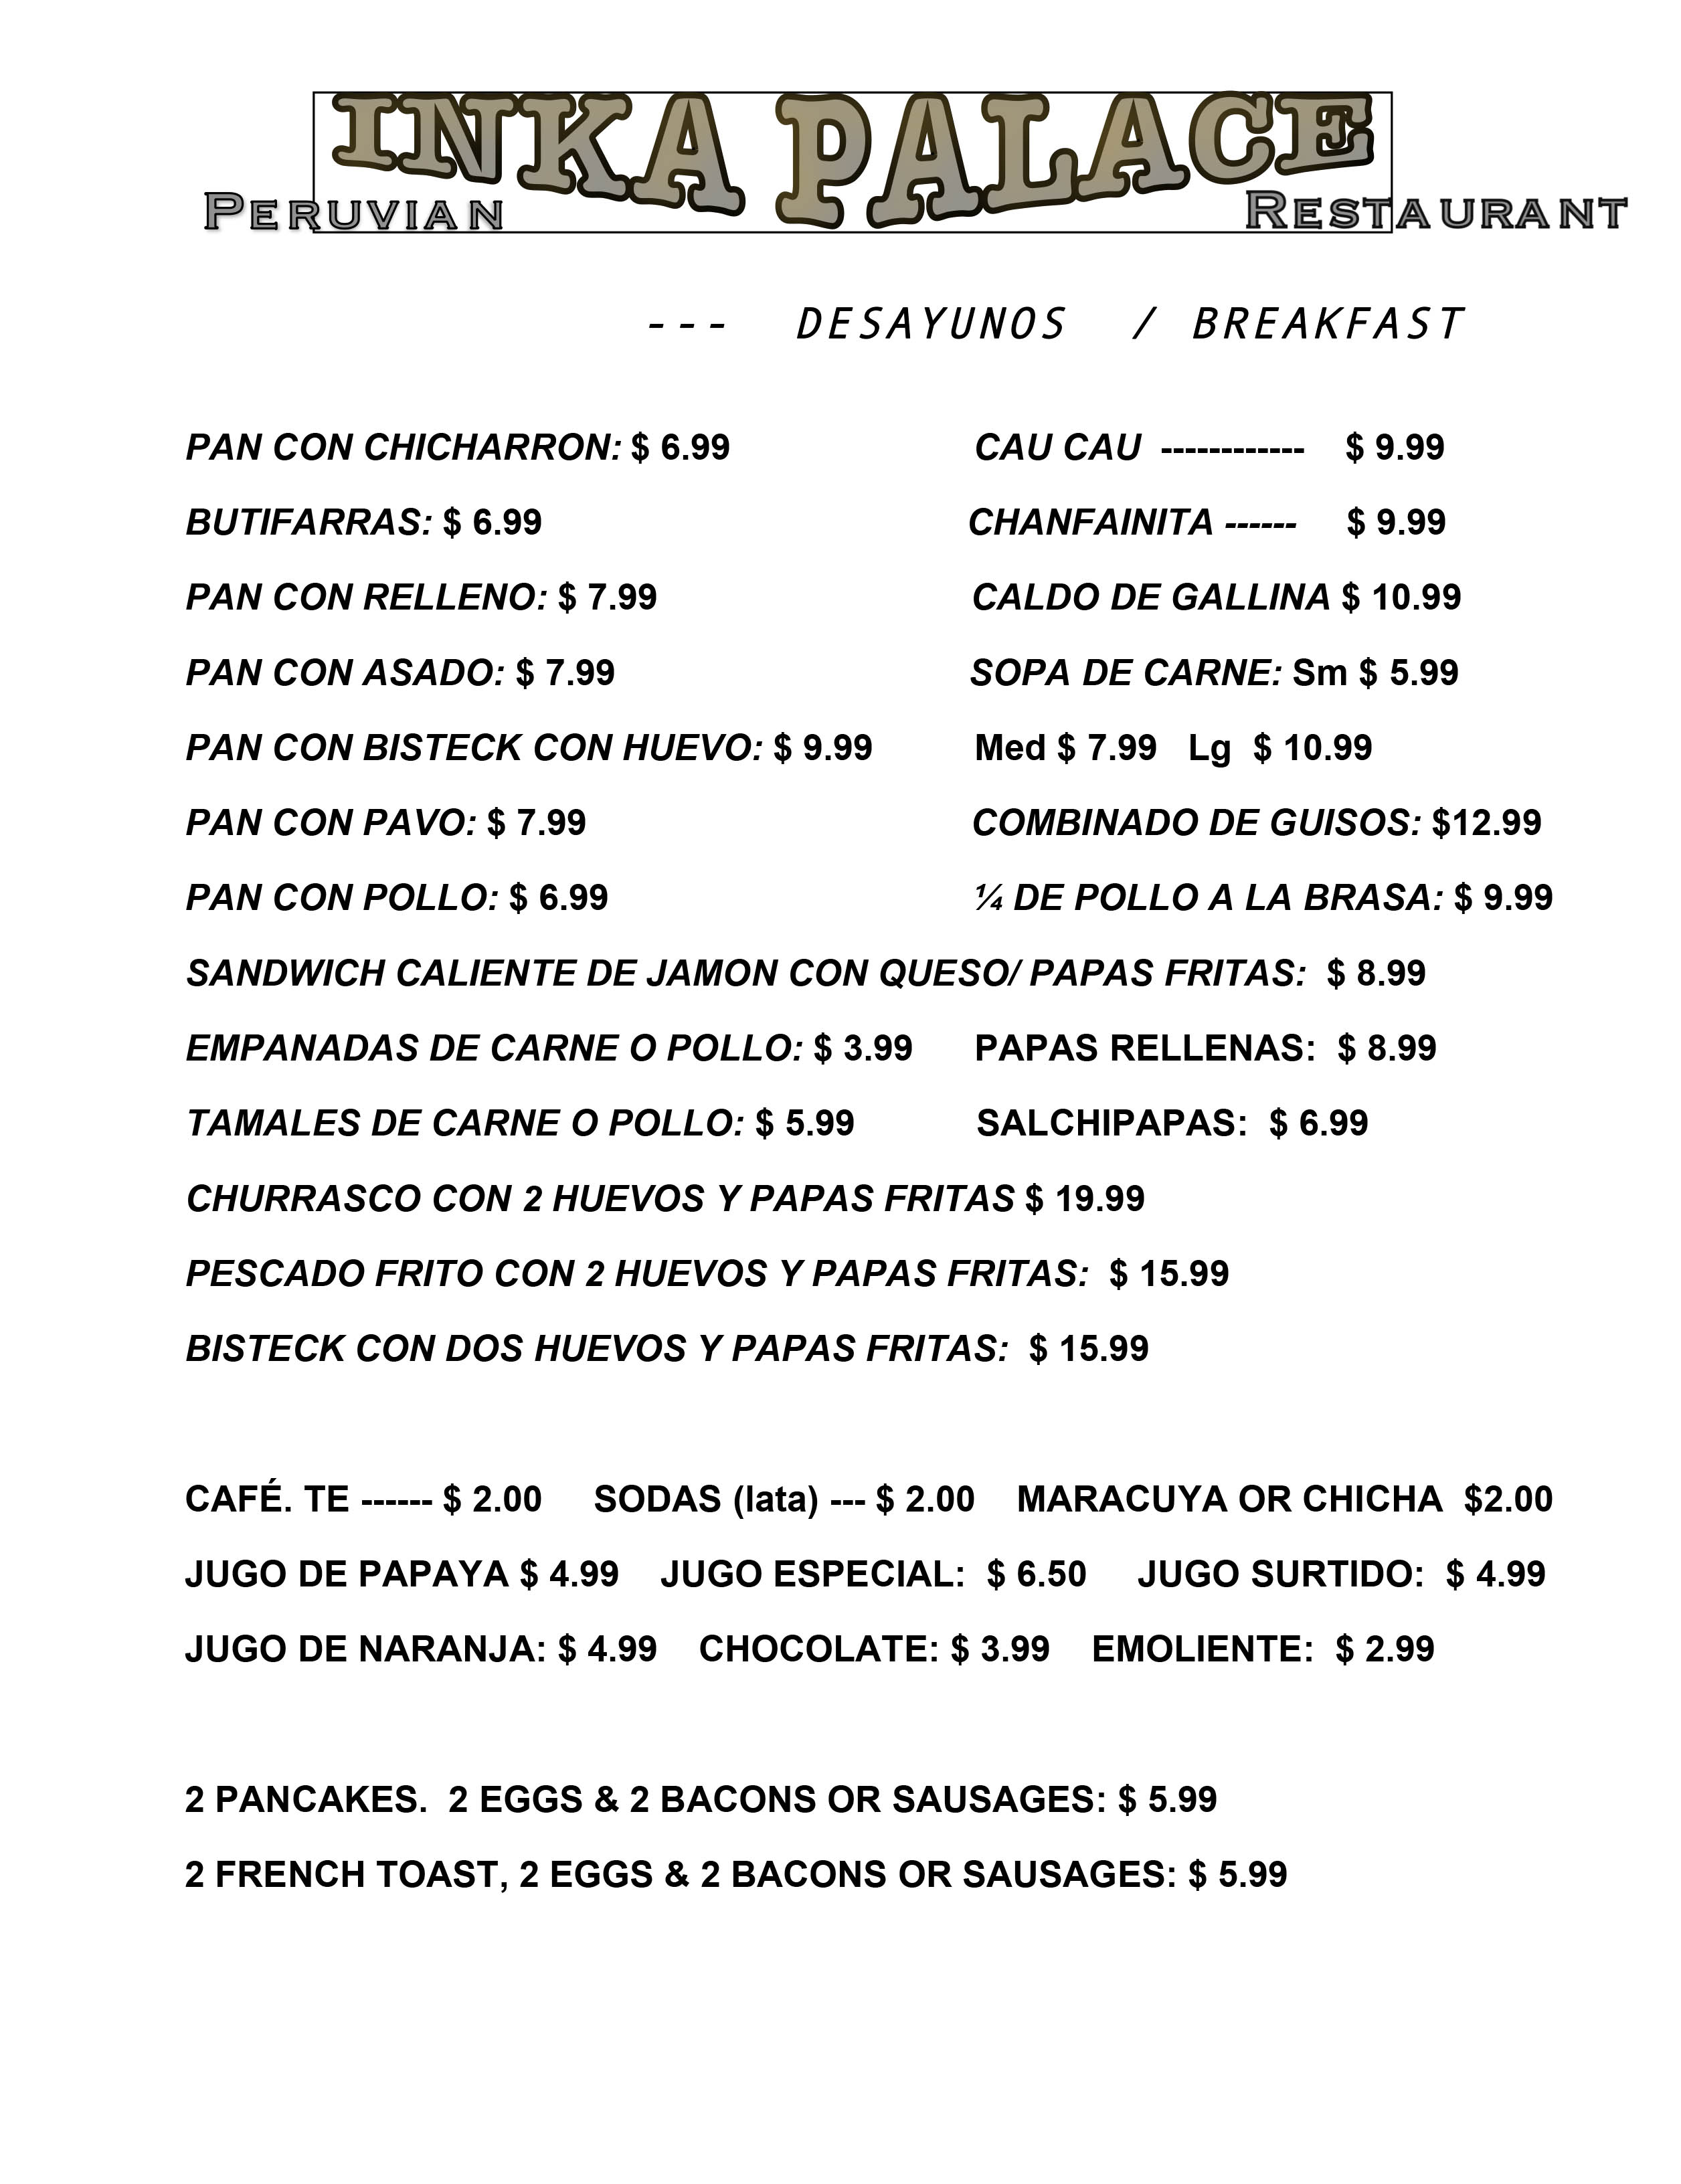 INKA PALACE
PERUVIAN RESTAURANT
--- DESAYUNOS / BREAKFAST
PAN CON CHICHARRON: $ 6.99 CAU CAU ------------ $ 9.99
BUTIFARRAS: $ 6.99 CHANFAINITA ------ $ 9.99
PAN CON RELLENO: $ 7.99 CALDO DE GALLINA $ 10.99
PAN CON ASADO: $ 7.99 SOPA DE CARNE: Sm $ 5.99
PAN CON BISTECK CON HUEVO: $ 9.99 Med $ 7.99 Lg $ 10.99
PAN CON PAVO: $ 7.99 COMBINADO DE GUISOS: $12.99
PAN CON POLLO: $ 6.99 ¼ DE POLLO A LA BRASA: $ 9.99
SANDWICH CALIENTE DE JAMON CON QUESO/ PAPAS FRITAS: $ 8.99
EMPANADAS DE CARNE O POLLO: $ 3.99 PAPAS RELLENAS: $ 8.99
TAMALES DE CARNE O POLLO: $ 5.99 SALCHIPAPAS: $ 6.99
CHURRASCO CON 2 HUEVOS Y PAPAS FRITAS $ 19.99
PESCADO FRITO CON 2 HUEVOS Y PAPAS FRITAS: $ 15.99
BISTECK CON DOS HUEVOS Y PAPAS FRITAS: $ 15.99
CAFÉ. TE ------ $ 2.00 SODAS (lata) --- $ 2.00 MARACUYA OR CHICHA $2.00
JUGO DE PAPAYA $ 4.99 JUGO ESPECIAL: $ 6.50 JUGO SURTIDO: $ 4.99
JUGO DE NARANJA: $ 4.99 CHOCOLATE: $ 3.99 EMOLIENTE: $ 2.99
2 PANCAKES. 2 EGGS & 2 BACONS OR SAUSAGES: $ 5.99
2 FRENCH TOAST, 2 EGGS & 2 BACONS OR SAUSAGES: $ 5.99